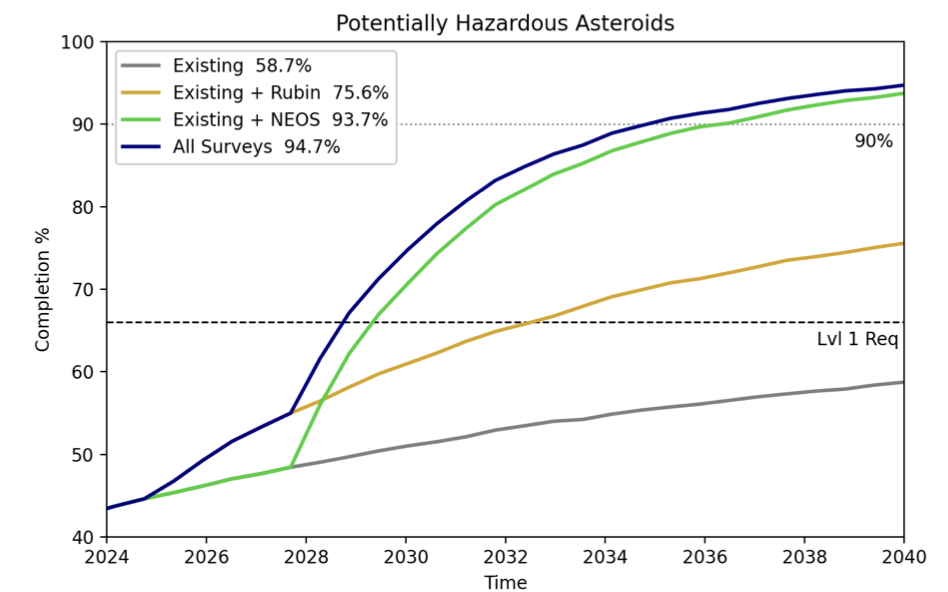 Potentially Hazardous Asteroids
100
90
80
70
60
50
40
Completion %
Existing 58.7%
Existing + Rubin 75.6%
Existing + NEOS 93.7%
All Surveys 94.7%
90%
Lvl 1 Req
2024 2026 2028 2030 2032 2034 2036 2038 2040
Time